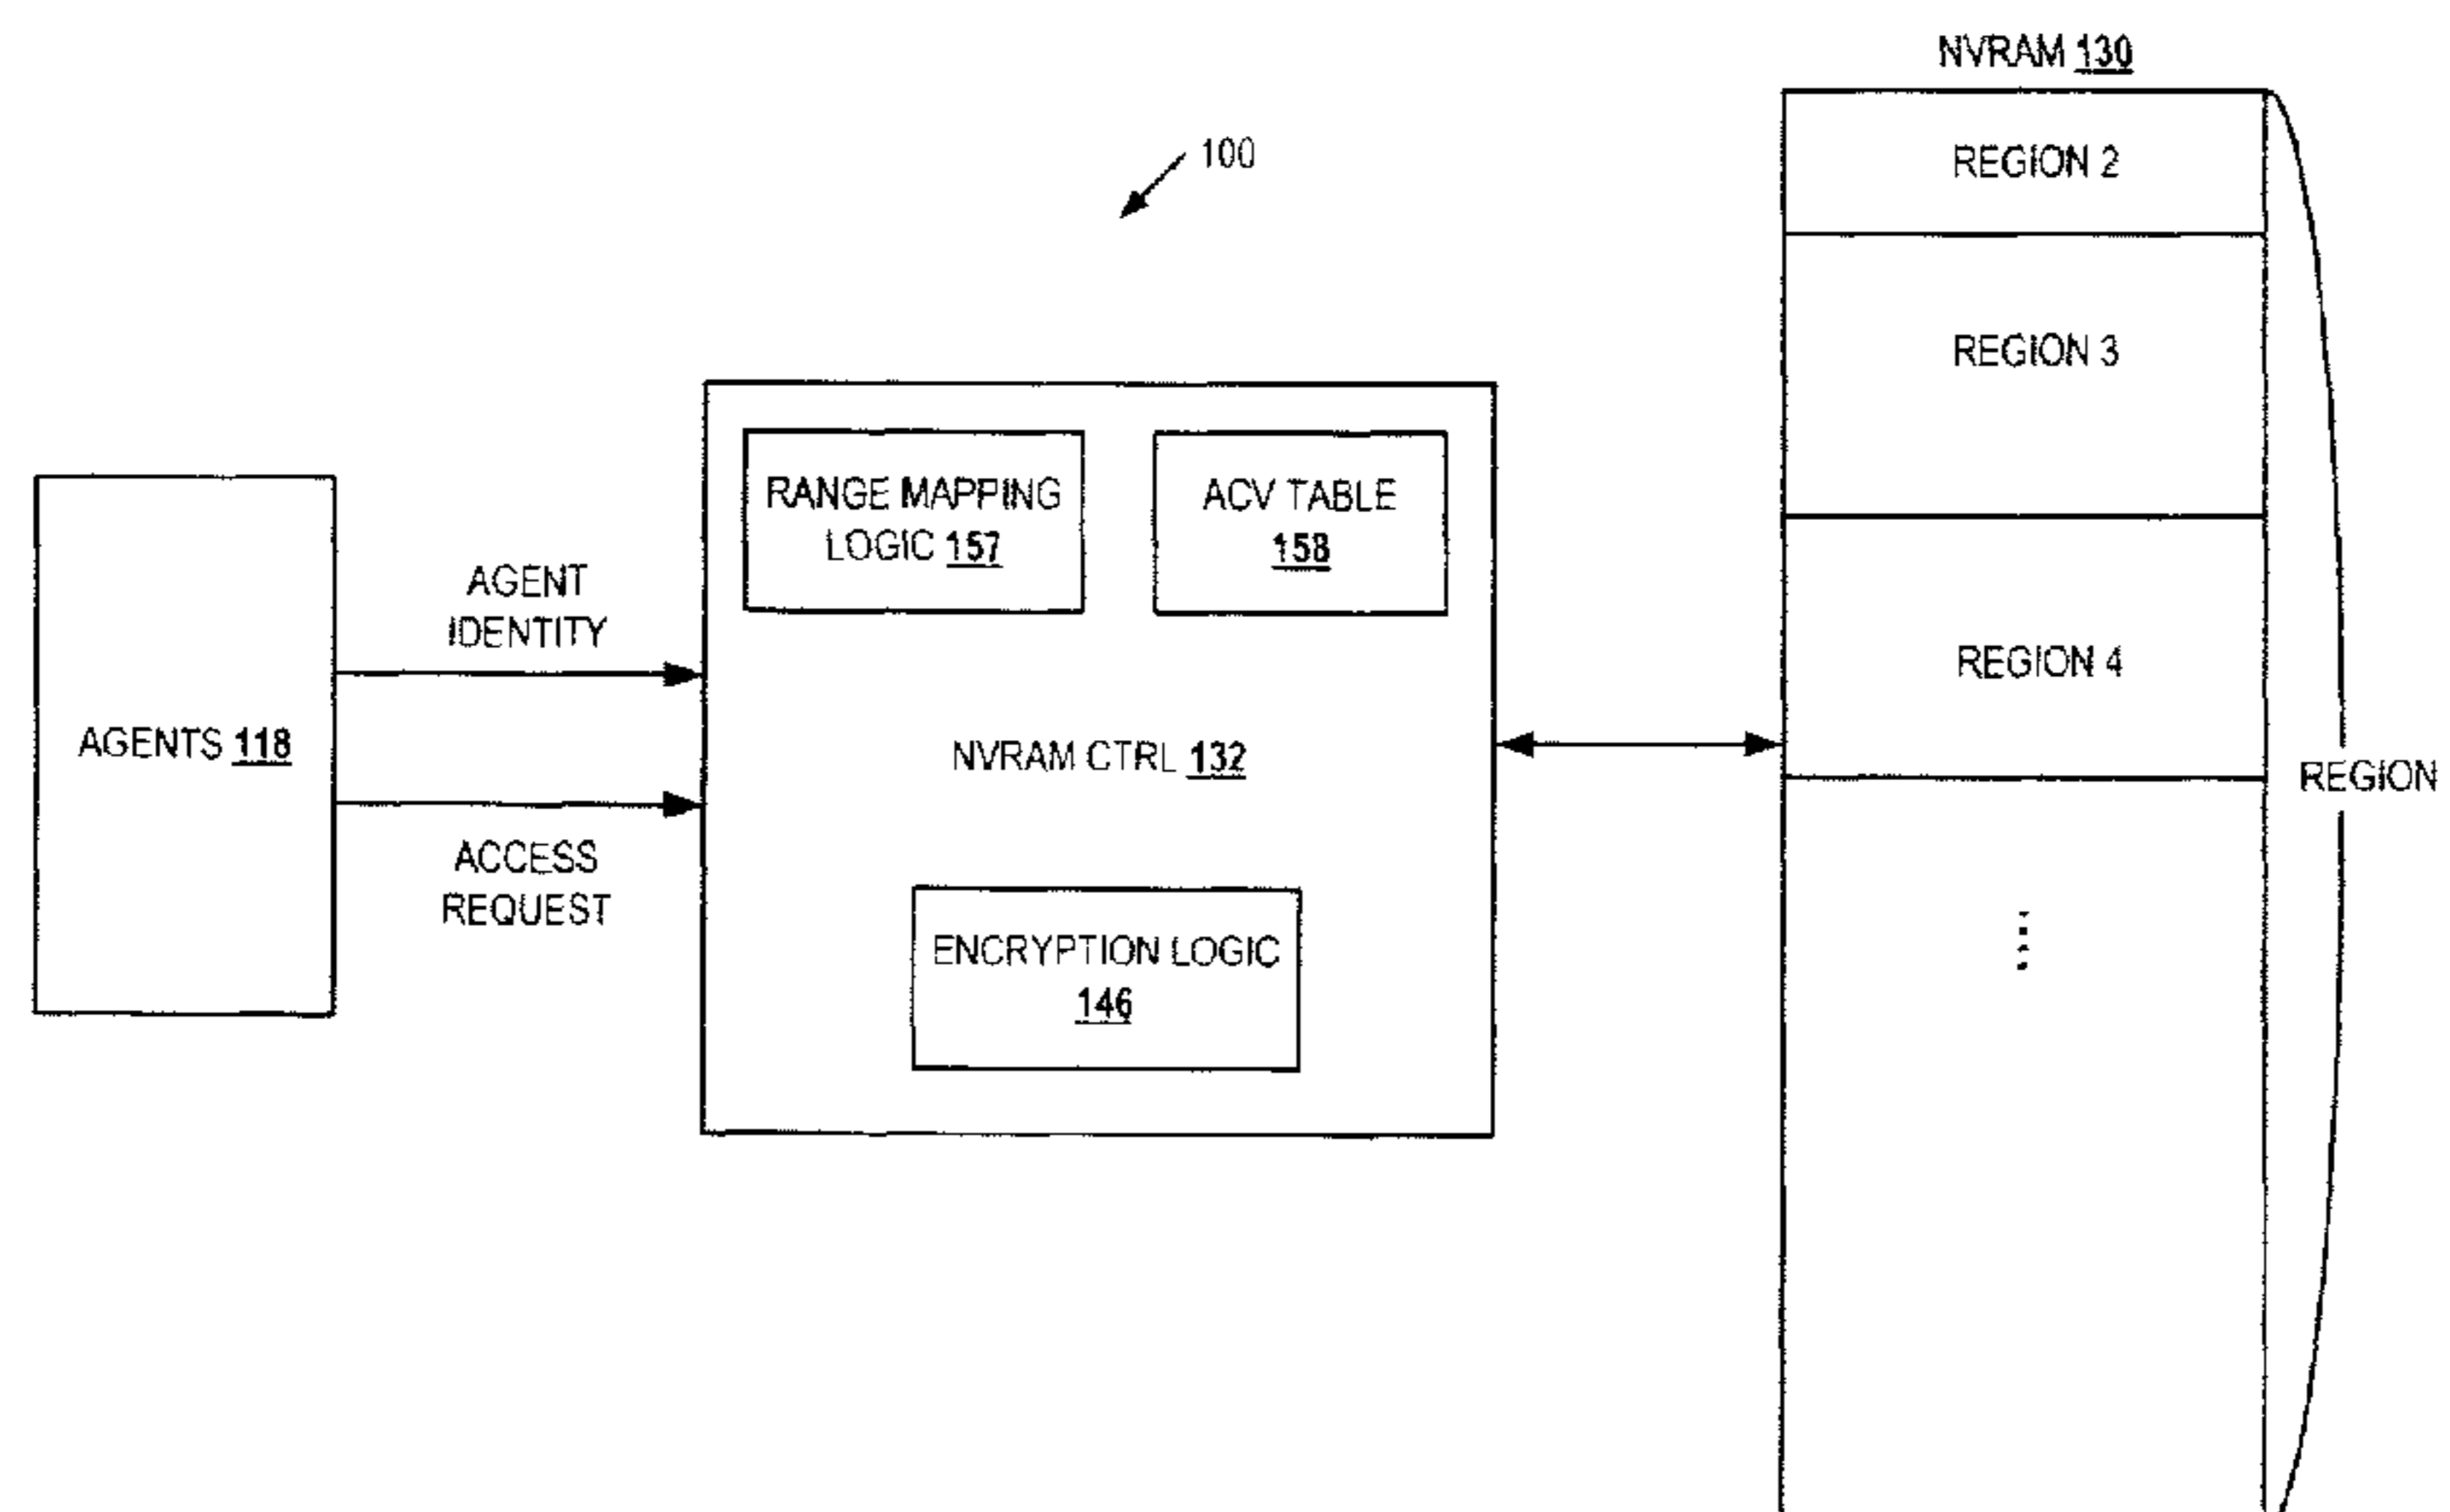 NVRAM 130
100
REGION 2
REGION 3
REGION 4
REGION
RANGE MAPPING
LOGIC 157
ACV TABLE
158
AGENT
IDENTITY
AGENTS 118
NVRAM CTRL 132
ACCESS
REQUEST
ENCRYPTION LOGIC
146